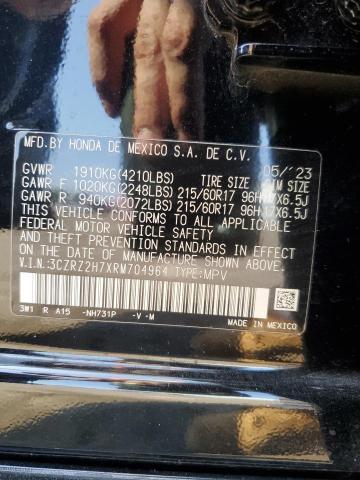 MFD.BY HONDA DE MEXICO S.A. DE C.V. 05/'23
GVWR 1910KG(4210LBS) TIRE SIZE RIM SIZE
GAWR F 1020KG(2248LBS) 215/60R17 96H 17X6.5J
GAWR R 940KG(2072LBS) 215/60R17 96H 17X6.5J
THIS VEHICLE CONFORMS TO ALL APPLICABLE
FEDERAL MOTOR VEHICLE SAFETY
AND THEFT PREVENTION STANDARDS IN EFFECT
ON THE DATE OF MANUFACTURE SHOWN ABOVE.
V.I.N.:3CZRZ2H7XRM704964 TYPE:MPV
3W1 R A15 -NH731P -V-M
MADE IN MEXICO